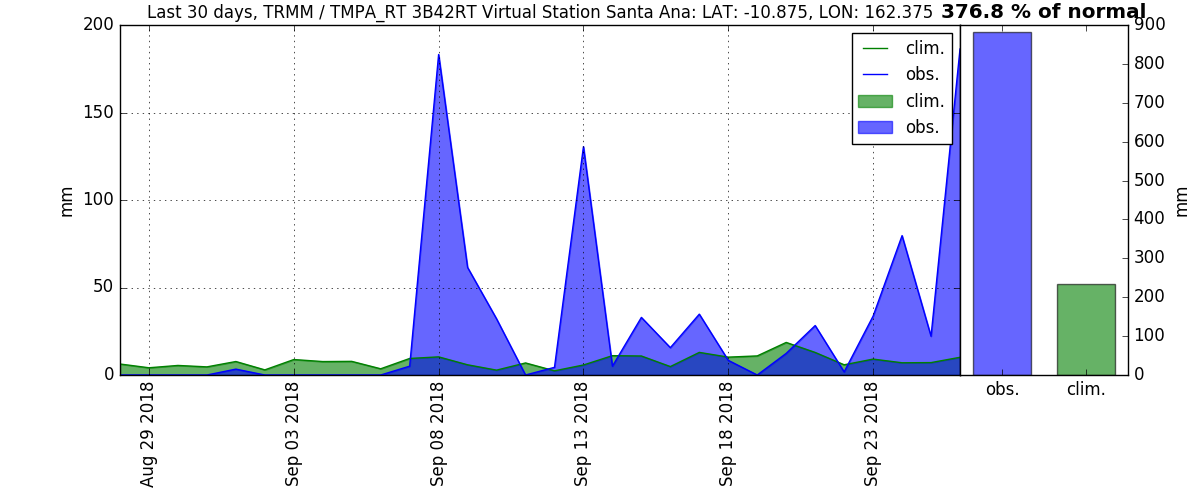 Last 30 days, TRMM / TMPA_RT 3B42RT Virtual Station Santa Ana: LAT: -10.875, LON: 162.375 376.8 % of normal
200
150
100
50
0
mm
clim.
obs.
clim.
obs.
900
800
700
600
500
400
300
200
100
0
mm
Aug 29 2018
Sep 03 2018
Sep 08 2018
Sep 13 2018
Sep 18 2018
Sep 23 2018
obs.
clim.